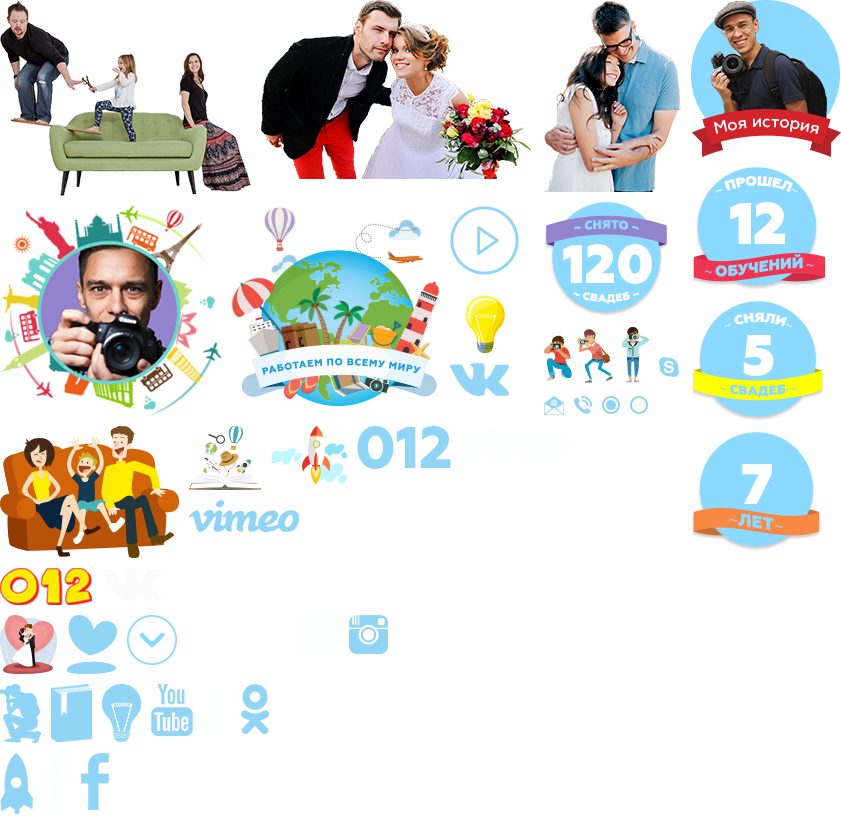 Моя история
ПРОШЕЛ
12
~ ОБУЧЕНИЙ ~
~ СНЯТО ~
120
~ СВАДЕБ ~
РАБОТАЕМ ПО ВСЕМУ МИРУ
~ СНЯЛИ ~
5
~ СВАДЕБ ~
012
7
~ ЛЕТ ~
vimeo
012
You
Tube